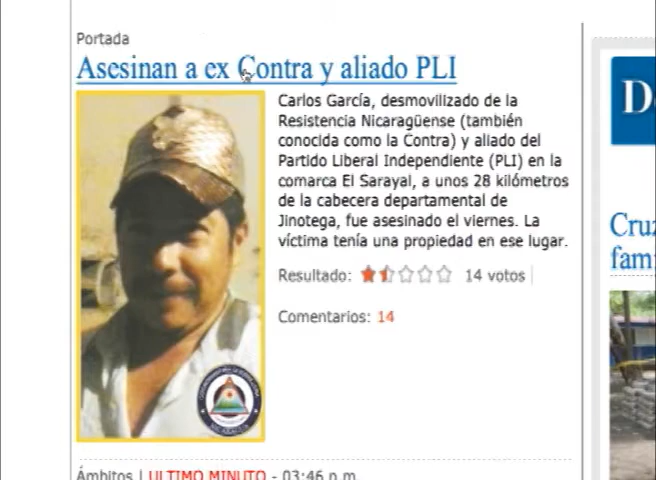 Portada
Asesinan a ex Contra y aliado PLI
Carlos García, desmovilizado de la
Resistencia Nicaragüense (también
conocida como la Contra) y aliado del
Partido Liberal Independiente (PLI) en la
comarca El Sarayal, a unos 28 kilómetros
de la cabecera departamental de
Jinotega, fue asesinado el viernes. La
víctima tenía una propiedad en ese lugar.
Resultado: 14 votos
Comentarios: 14
Ámbitos | ULTIMO MINUTO - 03:46 p.m.
D
Cruz
fami